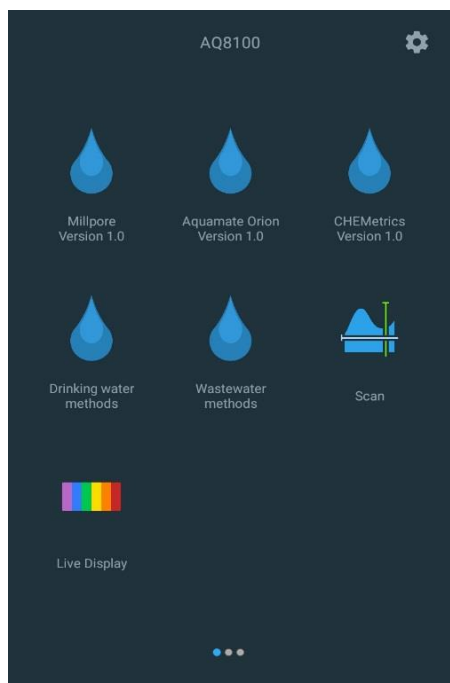 AQ8100
Millpore
Version 1.0
Aquamate Orion
Version 1.0
CHEMetrics
Version 1.0
Drinking water
methods
Wastewater
methods
Scan
Live Display